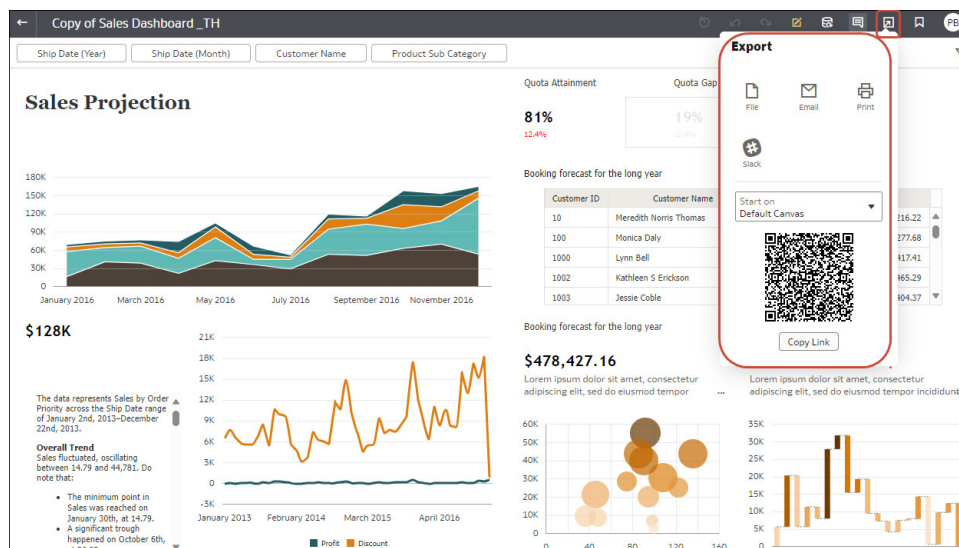 Copy of Sales Dashboard _TH
PB
Ship Date (Year)
Ship Date (Month)
Customer Name
Product Sub Category
Export
File
Email
Print
Slack
Start on
Default Canvas
Copy Link
Sales Projection
180K
150K
120K
90K
60K
30K
0
January 2016
March 2016
May 2016
July 2016
September 2016
November 2016
Quota Attainment
Quota Gap
81%
12.4%
19%
12.4%
Booking forecast for the long year
Customer ID
Customer Name
10
Meredith Norris Thomas
216.22
100
Monica Daly
277.68
1000
Lynn Bell
417.41
1002
Kathleen S Erickson
465.29
1003
Jessie Coble
404.37
$128K
The data represents Sales by Order
Priority across the Ship Date range
of January 2nd, 2013–December
22nd, 2013.
Overall Trend
Sales fluctuated, oscillating
between 14.79 and 44,781. Do
note that:
• The minimum point in
Sales was reached on
January 30th, at 14.79.
• A significant trough
happened on October 6th,
21K
18K
15K
12K
9K
6K
3K
0
-5K
January 2013
February 2014
March 2015
April 2016
Profit
Discount
Booking forecast for the long year
$478,427.16
Lorem ipsum dolor sit amet, consectetur
adipiscing elit, sed do eiusmod tempor
...
Lorem ipsum dolor sit amet, consectetur
adipiscing elit, sed do eiusmod tempor incididunt
60K
50K
40K
30K
20K
10K
0
0
40
80
120
160
35K
30K
25K
20K
15K
10K
5K
0